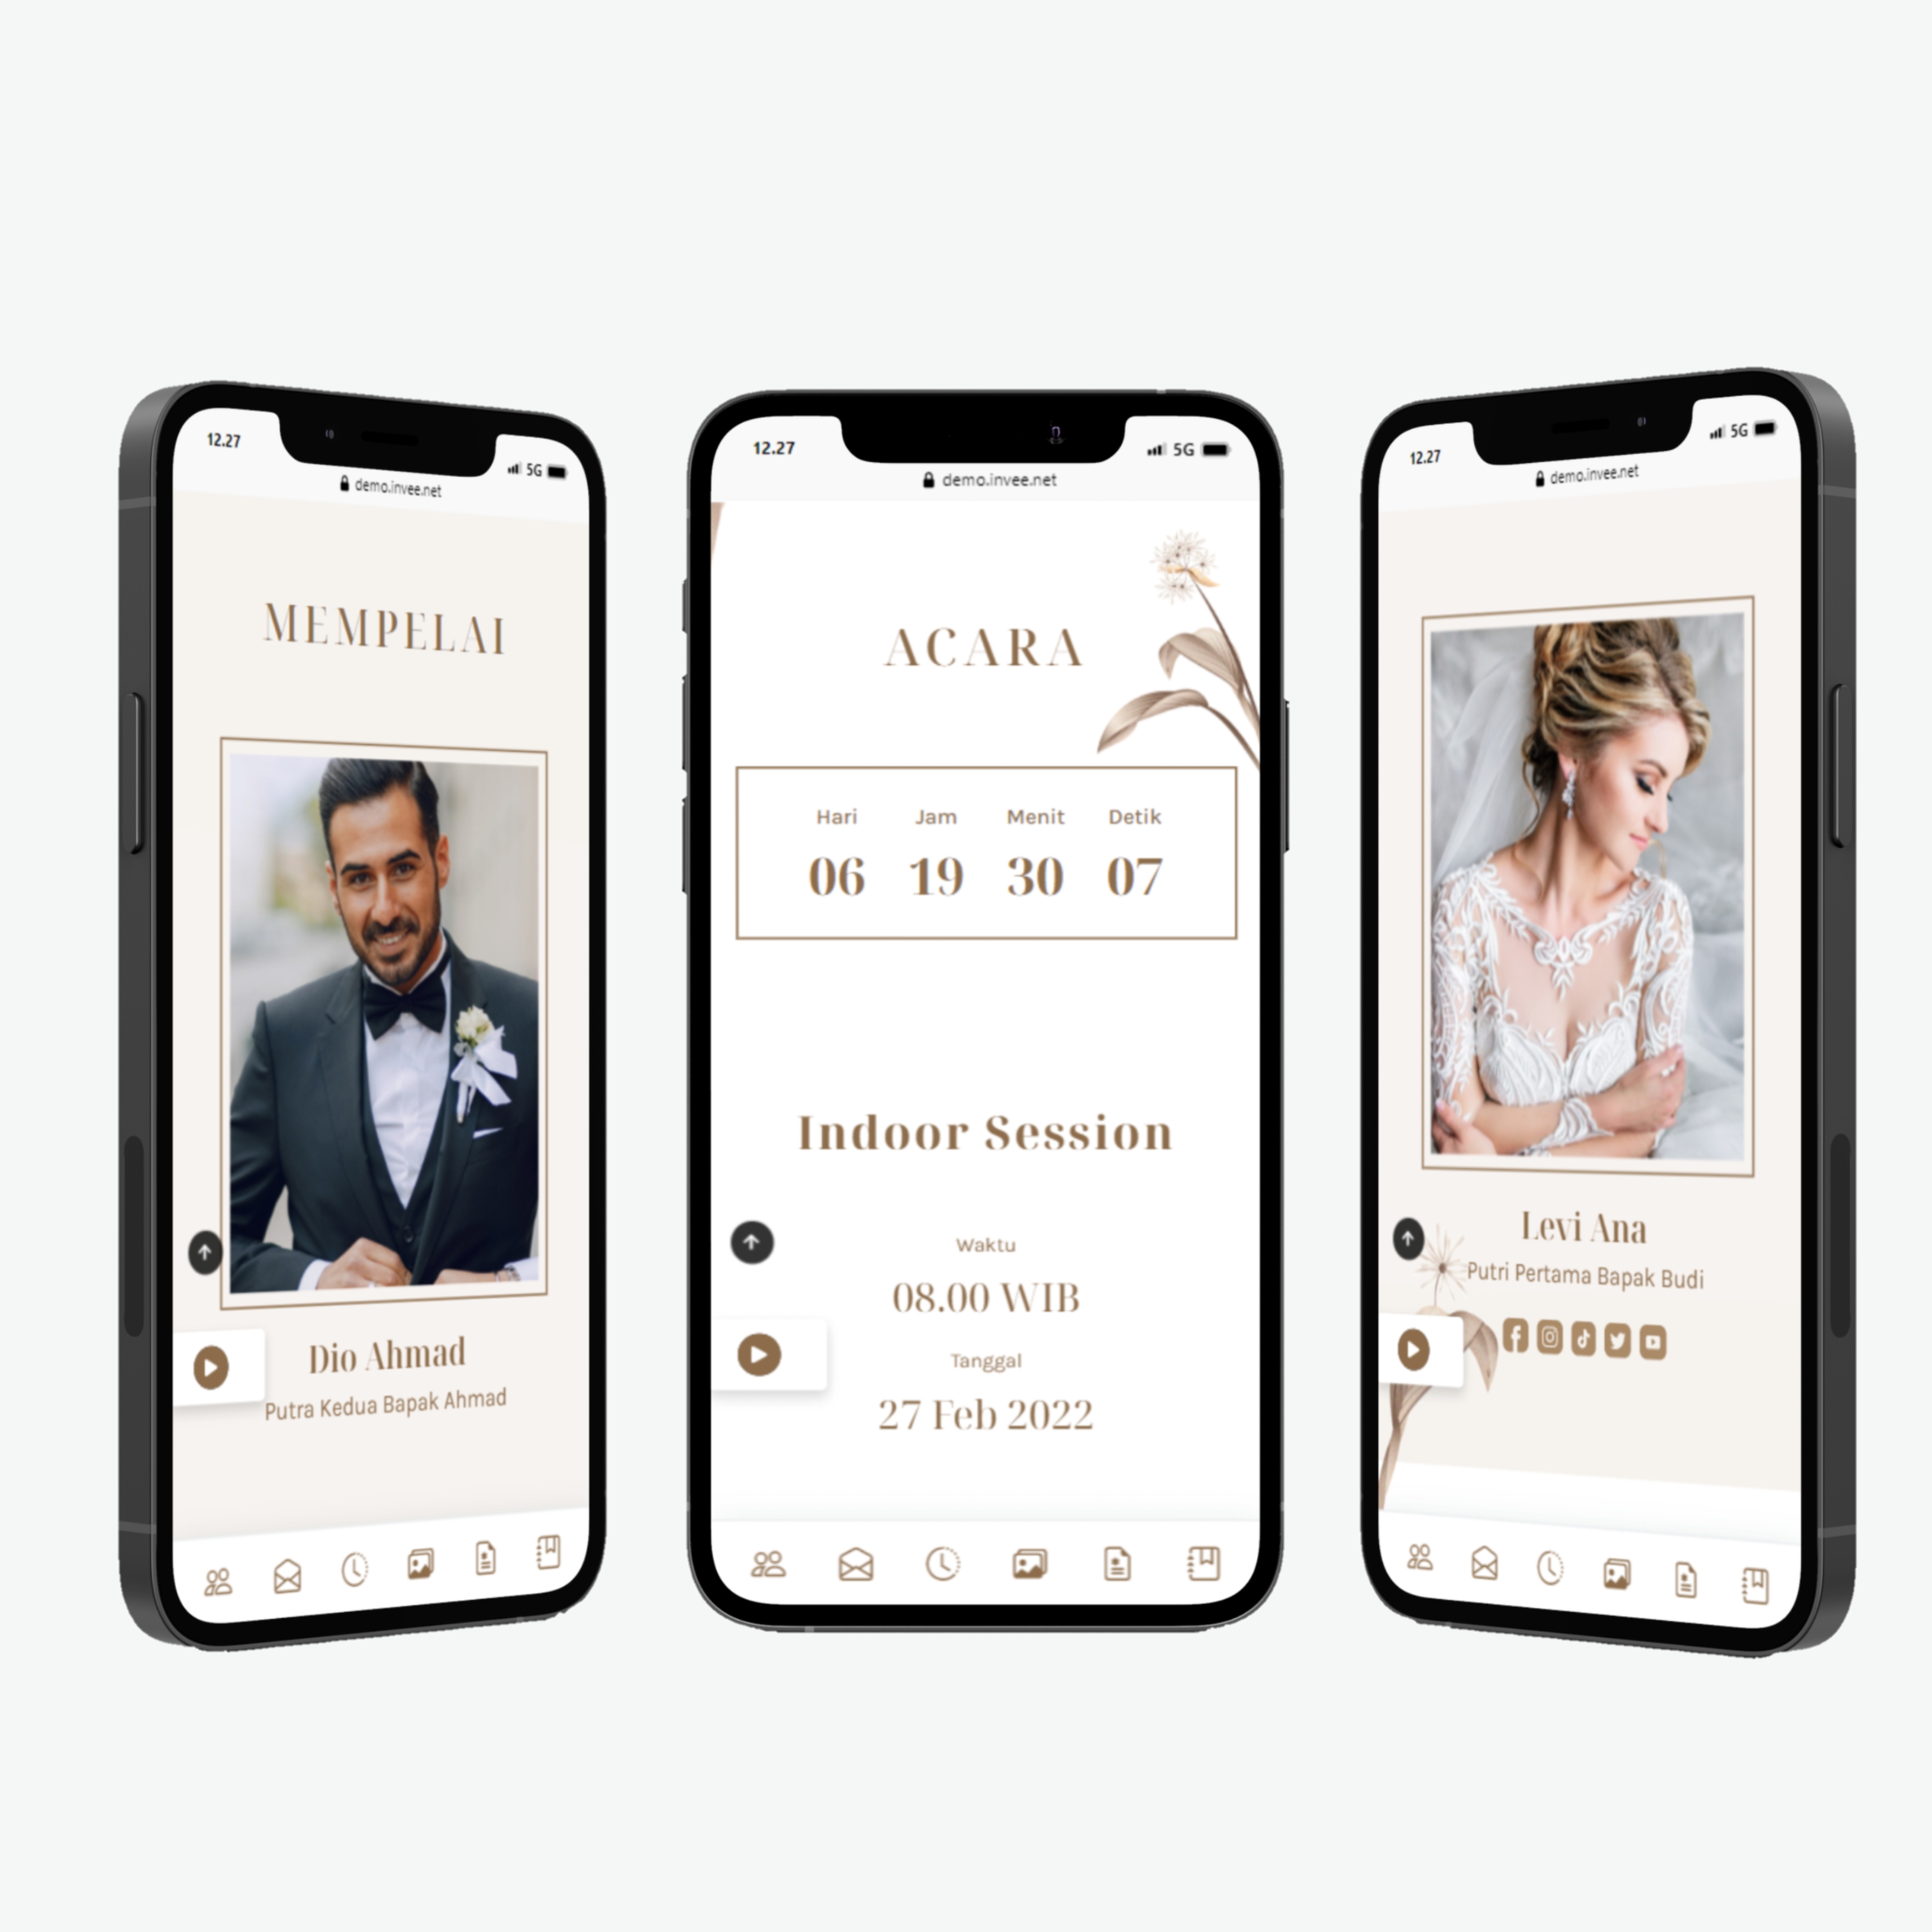 12.27
5G
demo.invee.net
MEMPELAI
Dio Ahmad
Putra Kedua Bapak Ahmad
12.27
5G
demo.invee.net
ACARA
Hari Jam Menit Detik
06 19 30 07
Indoor Session
Waktu
08.00 WIB
Tanggal
27 Feb 2022
12.27
5G
demo.invee.net
Levi Ana
Putri Pertama Bapak Budi